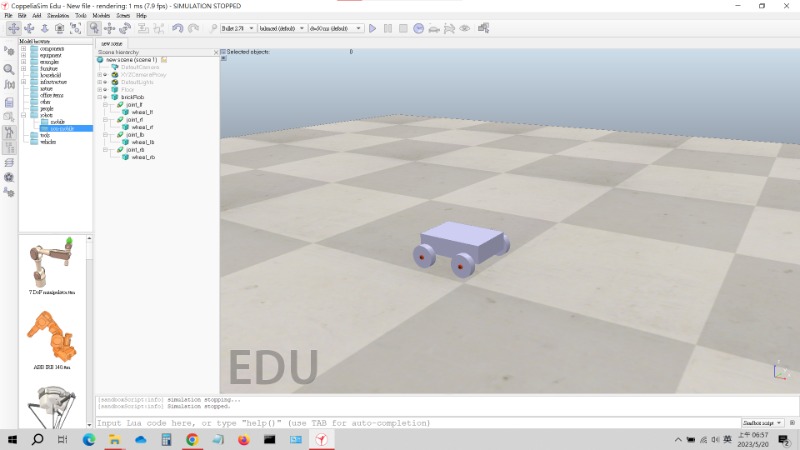 CoppeliaSim Edu - New file - rendering: 1 ms (7.9 fps) - SIMULATION STOPPED
File Edit Add Simulation Tools Modules Scenes Help
Bullet 2.78 balanced (default) dt=50 ms (default)
Model browser
new scene
components
equipment
examples
furniture
household
infrastructure
nature
office items
other
people
robots
mobile
non-mobile
tools
vehicles
Scene hierarchy
new scene (scene 1)
DefaultCamera
XYZCameraProxy
DefaultLights
Floor
brickRob
joint_lf
wheel_lf
joint_rf
wheel_rf
joint_lb
wheel_lb
joint_rb
wheel_rb
Selected objects: 0
EDU
7 DoF manipulator.ttm
ABB IRB 140.ttm
[sandboxScript:info] Simulation stopping...
[sandboxScript:info] Simulation stopped.
Input Lua code here, or type "help()" (use TAB for auto-completion)
Sandbox script
英
上午 06:57
2023/5/20
2